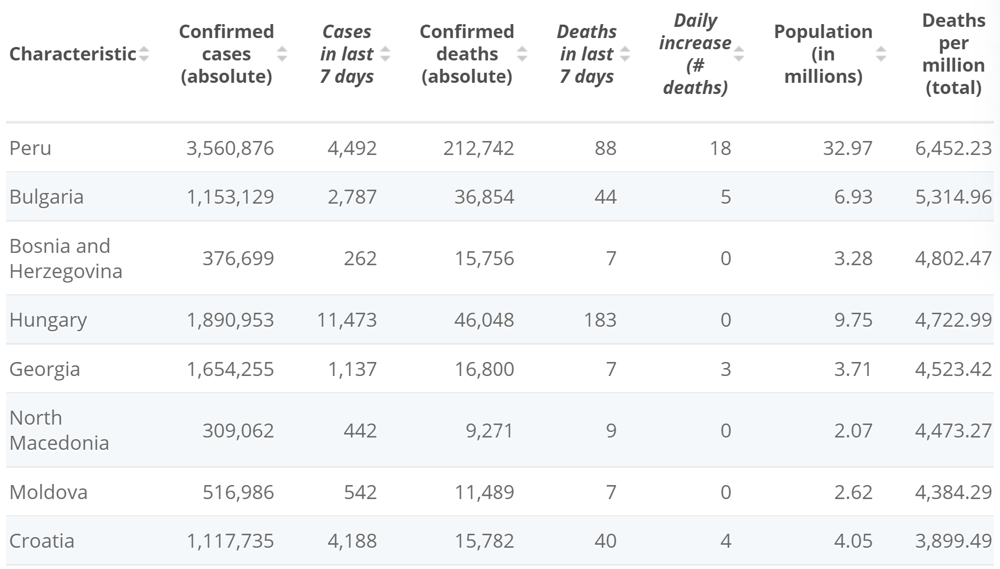 Characteristic Confirmed cases (absolute) Cases in last 7 days Confirmed deaths (absolute) Deaths in last 7 days Daily increase (# deaths) Population (in millions) Deaths per million (total)
Peru 3,560,876 4,492 212,742 88 18 32.97 6,452.23
Bulgaria 1,153,129 2,787 36,854 44 5 6.93 5,314.96
Bosnia and Herzegovina 376,699 262 15,756 7 0 3.28 4,802.47
Hungary 1,890,953 11,473 46,048 183 0 9.75 4,722.99
Georgia 1,654,255 1,137 16,800 7 3 3.71 4,523.42
North Macedonia 309,062 442 9,271 9 0 2.07 4,473.27
Moldova 516,986 542 11,489 7 0 2.62 4,384.29
Croatia 1,117,735 4,188 15,782 40 4 4.05 3,899.49